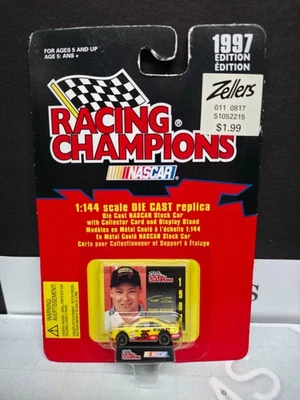 FOR AGES 5 AND UP
AGE: 5 ANS +
1997
EDITION
ÉDITION
Zellers
011 0817
51052215
$1.99
RACING
CHAMPIONS
NASCAR
1:144 scale DIE CAST replica
Die Cast NASCAR Stock Car
with Collector Card and Display Stand
Modèles en Métal Coulé à l'échelle 1:144
En Métal Coulé NASCAR Stock Car
Carte pour Collectionneur et Support à Étalage
NASCAR